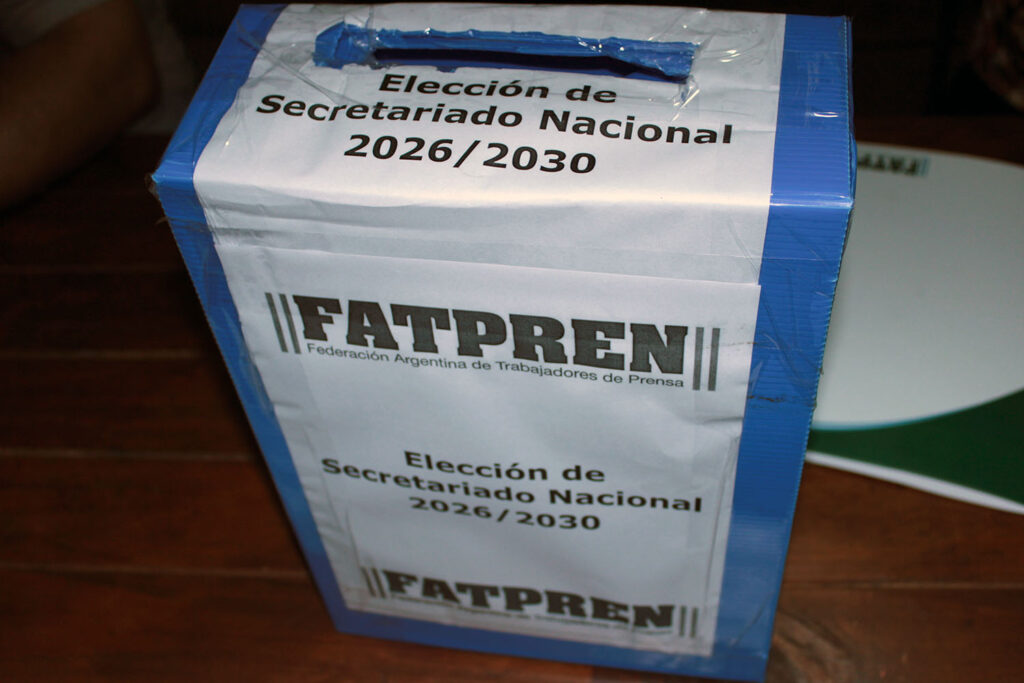 Elección de
Secretariado Nacional
2026/2030
FATPREN
Federación Argentina de Trabajadores de Prensa
Elección de
Secretariado Nacional
2026/2030
FATPREN